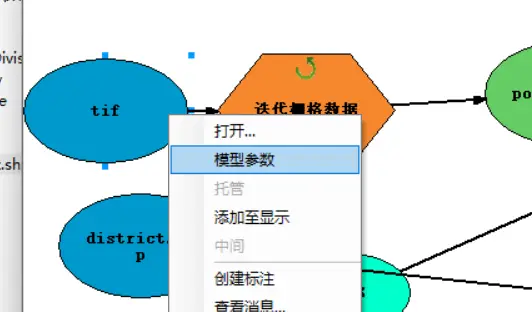 Divis
e
t.sh
tif
迭代栅格数据
po
district.
p
打开...
模型参数
托管
添加至显示
中间
创建标注
查看消息...